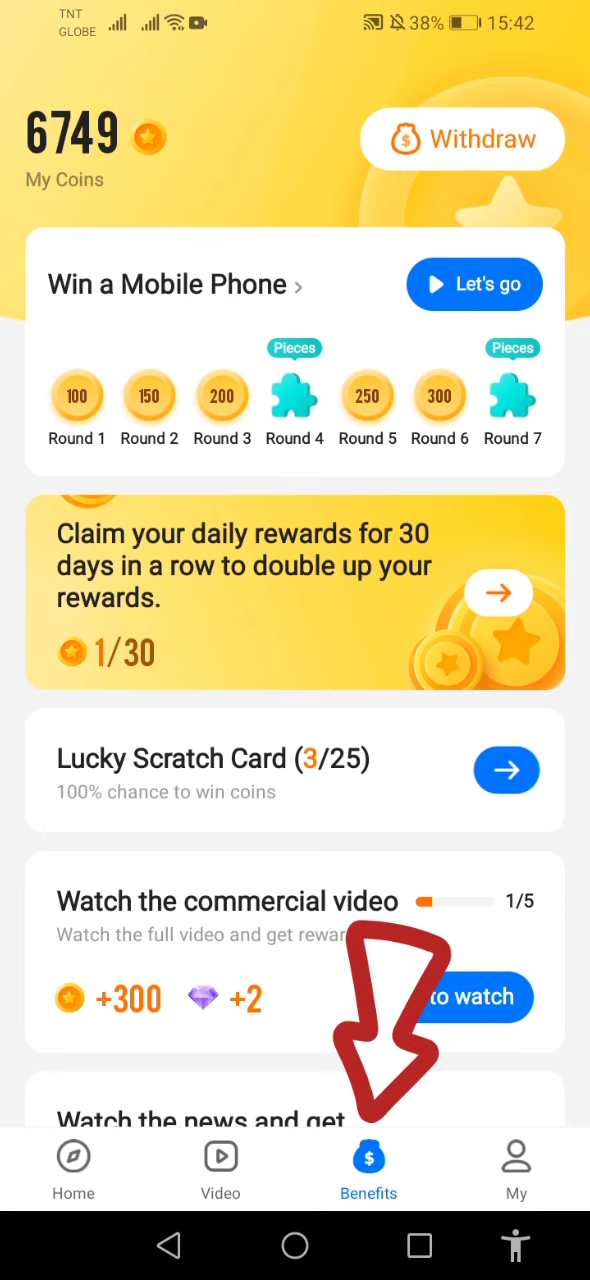 TNT
GLOBE
38% 15:42
6749
Withdraw
My Coins
Win a Mobile Phone
Let's go
Pieces
Pieces
100 150 200 250 300
Round 1 Round 2 Round 3 Round 4 Round 5 Round 6 Round 7
Claim your daily rewards for 30
days in a row to double up your
rewards.
1/30
Lucky Scratch Card (3/25)
100% chance to win coins
Watch the commercial video 1/5
Watch the full video and get
+300 +2 to watch
Watch the news and get
Home Video Benefits My